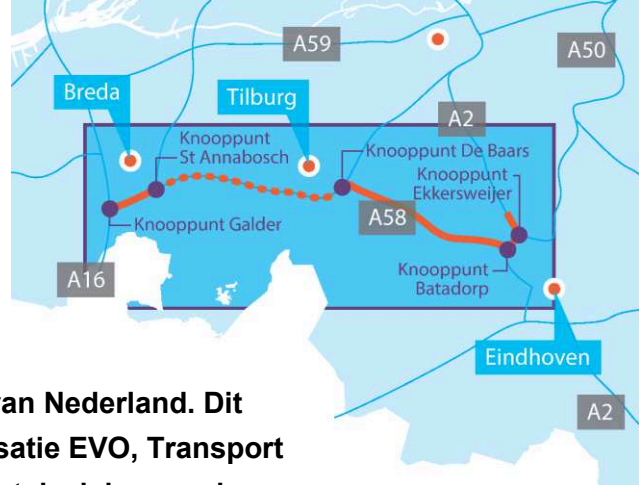 A59
A50
Breda
Tilburg
A2
Knooppunt
St Annabosch
Knooppunt De Baars
Knooppunt
Ekkersweijer
A58
Knooppunt Galder
A16
Knooppunt
Batadorp
Eindhoven
A2
van Nederland. Dit
satie EVO, Transport